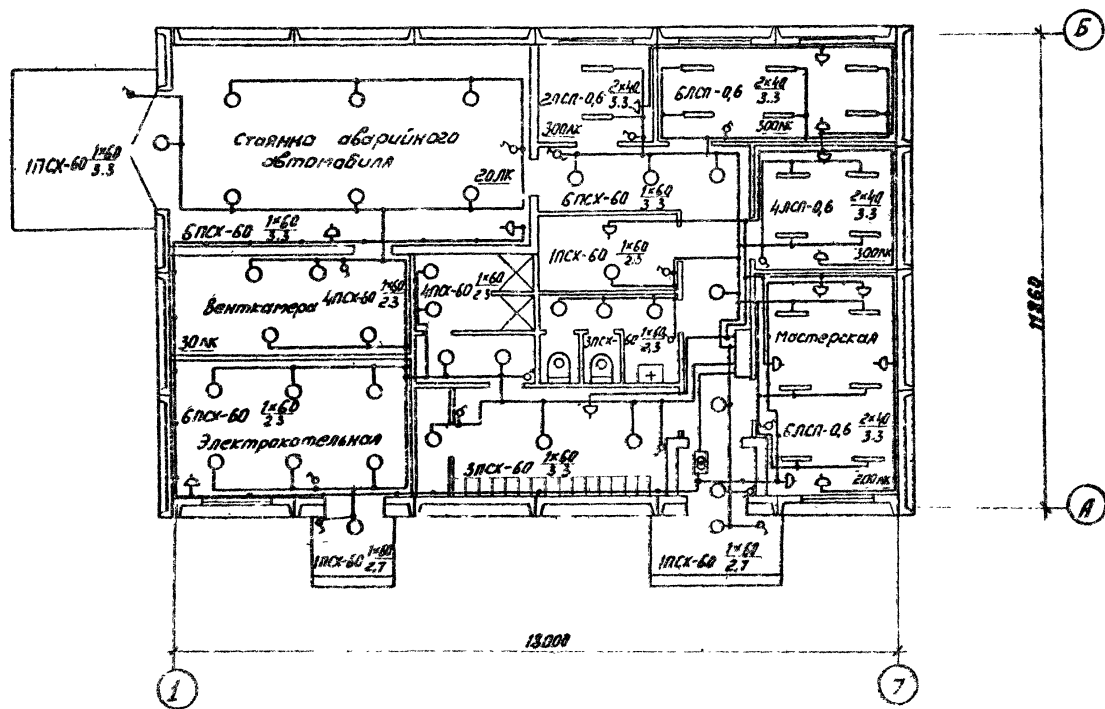 Б
2ЛСП-0,6 2×40
3.3
300ЛК
6ЛСП-0,6 2×40
3.3
300ЛК
Стоянка аварийного
автомобиля
20ЛК
1ПСХ-60 1×60
3.3
6ПСХ-60 1×60
3.3
6ПСХ-60 1×60
3.3
4ЛСП-0,6 2×40
3.3
300ЛК
1ПСХ-60 1×60
2.3
4ПСХ-60 1×60
2.3
Венткамера
4ПСХ-60 1×60
2.3
30ЛК
3ПСХ-60 1×60
2.3
Мастерская
6ЛСП-0,6 2×40
3.3
200ЛК
6ПСХ-60 1×60
2.3
Электрокотельная
3ПСХ-60 1×60
3.3
1ПСХ-60 1×60
2.7
1ПСХ-60 1×60
2.7
А
18000
1
7